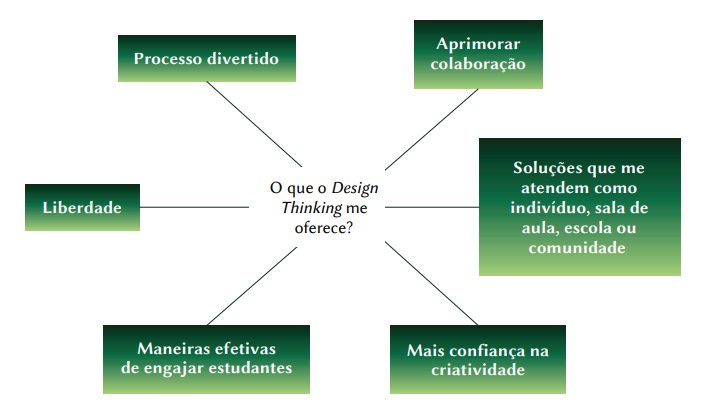 Processo divertido
Aprimorar
colaboração
Liberdade
O que o Design
Thinking me
oferece?
Soluções que me
atendem como
indivíduo, sala de
aula, escola ou
comunidade
Maneiras efetivas
de engajar estudantes
Mais confiança na
criatividade